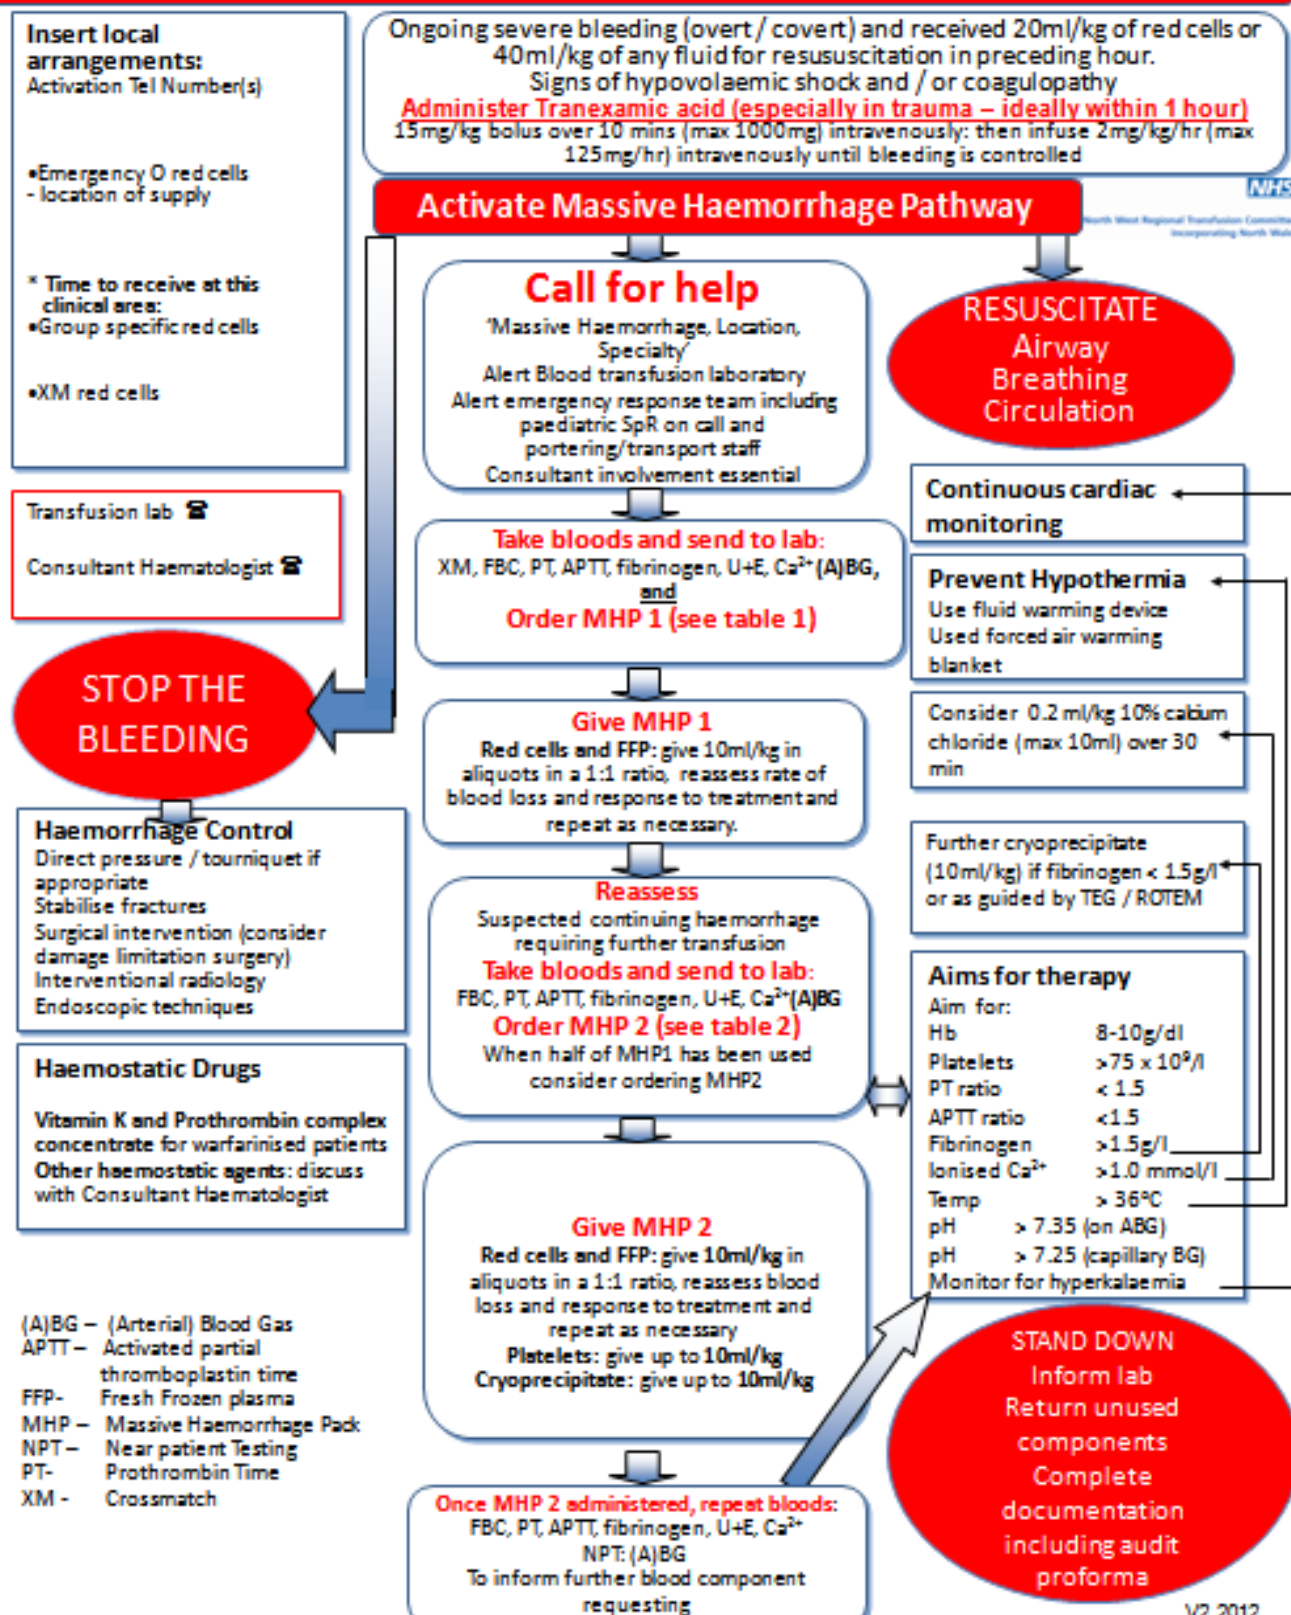 Insert local
arrangements:
Activation Tel Number(s)
•Emergency O red cells
- location of supply
* Time to receive at this
clinical area:
•Group specific red cells
•XM red cells
Transfusion lab ☎
Consultant Haematologist ☎
Ongoing severe bleeding (overt / covert) and received 20ml/kg of red cells or
40ml/kg of any fluid for resususcitation in preceding hour.
Signs of hypovolaemic shock and / or coagulopathy
Administer Tranexamic acid (especially in trauma – ideally within 1 hour)
15mg/kg bolus over 10 mins (max 1000mg) intravenously: then infuse 2mg/kg/hr (max
125mg/hr) intravenously until bleeding is controlled
Activate Massive Haemorrhage Pathway
NHS
North West Regional Transfusion Committee
Incorporating North Wales
Call for help
‘Massive Haemorrhage, Location,
Specialty’
Alert Blood transfusion laboratory
Alert emergency response team including
paediatric SpR on call and
portering/transport staff
Consultant involvement essential
RESUSCITATE
Airway
Breathing
Circulation
Take bloods and send to lab:
XM, FBC, PT, APTT, fibrinogen, U+E, Ca²⁺ (A)BG,
and
Order MHP 1 (see table 1)
Give MHP 1
Red cells and FFP: give 10ml/kg in
aliquots in a 1:1 ratio, reassess rate of
blood loss and response to treatment and
repeat as necessary.
Reassess
Suspected continuing haemorrhage
requiring further transfusion
Take bloods and send to lab:
FBC, PT, APTT, fibrinogen, U+E, Ca²⁺(A)BG
Order MHP 2 (see table 2)
When half of MHP1 has been used
consider ordering MHP2
Give MHP 2
Red cells and FFP: give 10ml/kg in
aliquots in a 1:1 ratio, reassess blood
loss and response to treatment and
repeat as necessary
Platelets: give up to 10ml/kg
Cryoprecipitate: give up to 10ml/kg
Once MHP 2 administered, repeat bloods:
FBC, PT, APTT, fibrinogen, U+E, Ca²⁺
NPT: (A)BG
To inform further blood component
requesting
STOP THE
BLEEDING
Haemorrhage Control
Direct pressure / tourniquet if
appropriate
Stabilise fractures
Surgical intervention (consider
damage limitation surgery)
Interventional radiology
Endoscopic techniques
Haemostatic Drugs
Vitamin K and Prothrombin complex
concentrate for warfarinised patients
Other haemostatic agents: discuss
with Consultant Haematologist
(A)BG – (Arterial) Blood Gas
APTT – Activated partial
thromboplastin time
FFP- Fresh Frozen plasma
MHP – Massive Haemorrhage Pack
NPT – Near patient Testing
PT- Prothrombin Time
XM - Crossmatch
Continuous cardiac
monitoring
Prevent Hypothermia
Use fluid warming device
Used forced air warming
blanket
Consider 0.2 ml/kg 10% calcium
chloride (max 10ml) over 30
min
Further cryoprecipitate
(10ml/kg) if fibrinogen < 1.5g/l
or as guided by TEG / ROTEM
Aims for therapy
Aim for:
Hb 8-10g/dl
Platelets >75 x 10⁹/l
PT ratio < 1.5
APTT ratio <1.5
Fibrinogen >1.5g/l
Ionised Ca²⁺ >1.0 mmol/l
Temp > 36°C
pH > 7.35 (on ABG)
pH > 7.25 (capillary BG)
Monitor for hyperkalaemia
STAND DOWN
Inform lab
Return unused
components
Complete
documentation
including audit
proforma
V2 2012